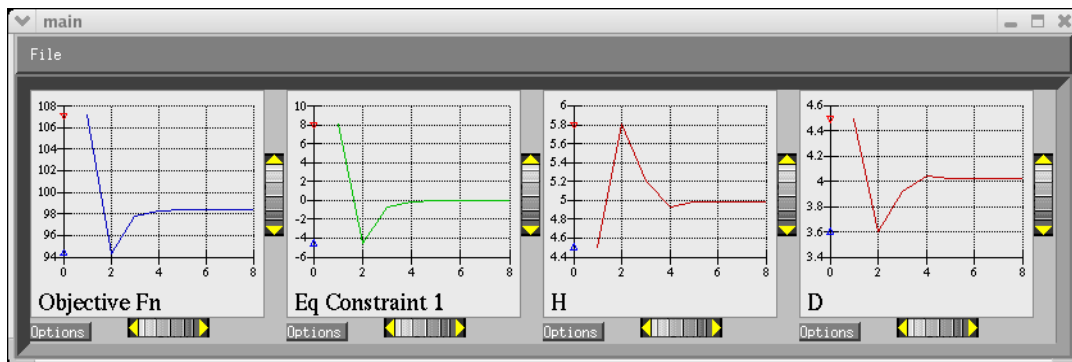 main
File
108
106
104
102
100
98
96
94
0 2 4 6 8
Objective Fn
Options
10
8
6
4
2
0
-2
-4
-6
0 2 4 6 8
Eq Constraint 1
Options
6
5.8
5.6
5.4
5.2
5
4.8
4.6
4.4
0 2 4 6 8
H
Options
4.6
4.4
4.2
4
3.8
3.6
3.4
0 2 4 6 8
D
Options